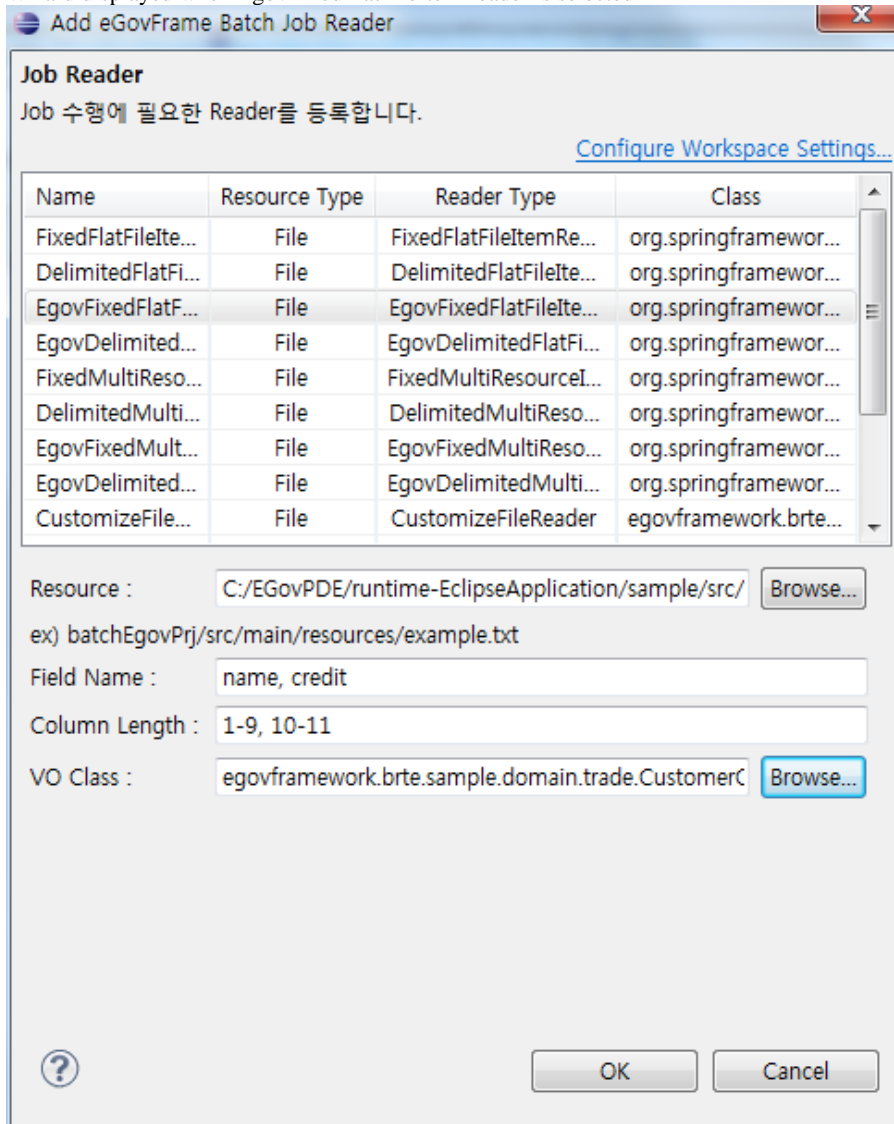 Add eGovFrame Batch Job Reader
Job Reader
Job 수행에 필요한 Reader를 등록합니다.
Configure Workspace Settings...
Name Resource Type Reader Type Class
FixedFlatFileIte... File FixedFlatFileItemRe... org.springframewor...
DelimitedFlatFi... File DelimitedFlatFileIte... org.springframewor...
EgovFixedFlatF... File EgovFixedFlatFileIte... org.springframewor...
EgovDelimited... File EgovDelimitedFlatFi... org.springframewor...
FixedMultiReso... File FixedMultiResourceI... org.springframewor...
DelimitedMulti... File DelimitedMultiReso... org.springframewor...
EgovFixedMult... File EgovFixedMultiReso... org.springframewor...
EgovDelimited... File EgovDelimitedMulti... org.springframewor...
CustomizeFile... File CustomizeFileReader egovframework.brte...
Resource : C:/EGovPDE/runtime-EclipseApplication/sample/src/ Browse...
ex) batchEgovPrj/src/main/resources/example.txt
Field Name : name, credit
Column Length : 1-9, 10-11
VO Class : egovframework.brte.sample.domain.trade.CustomerC Browse...
? OK Cancel